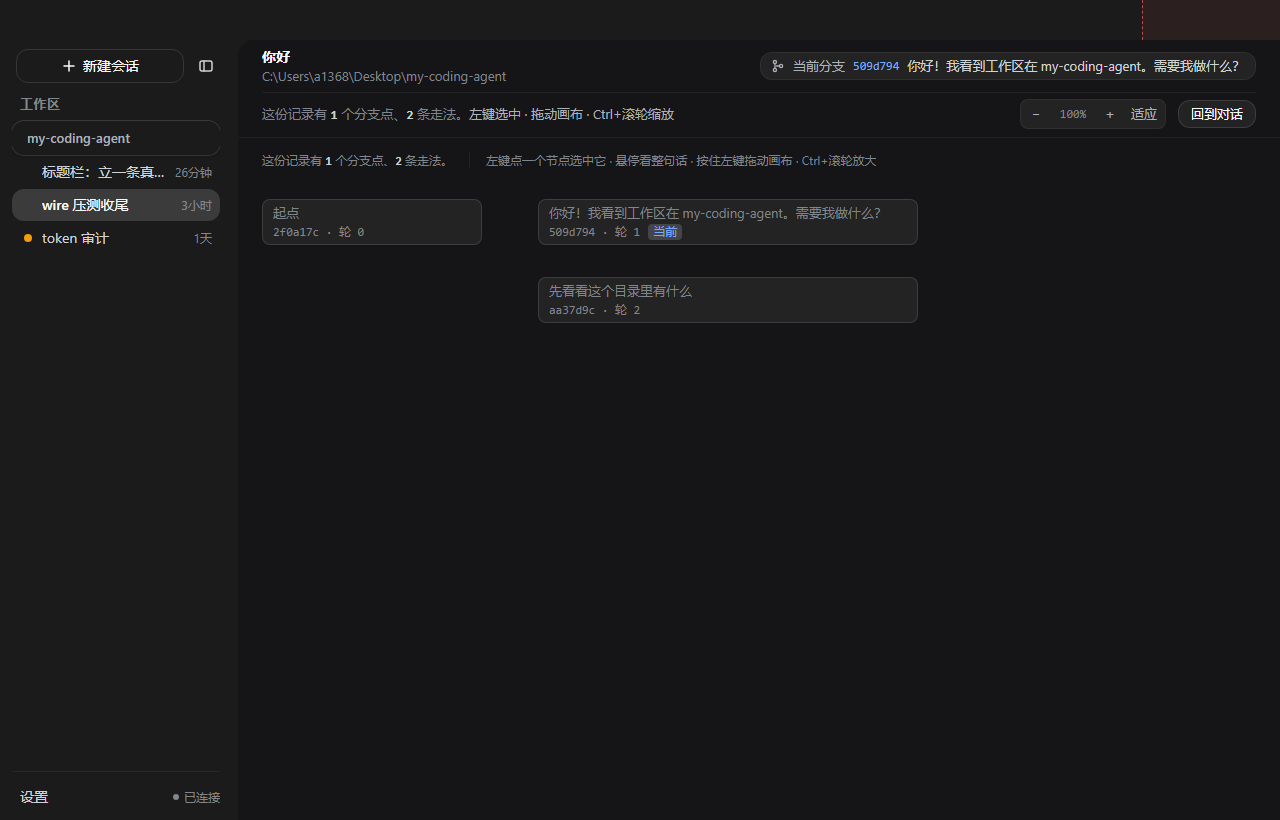 新建会话
工作区
my-coding-agent
标题栏：立一条真... 26分钟
wire 压测收尾 3小时
token 审计 1天
设置
已连接
你好
C:\Users\a1368\Desktop\my-coding-agent
当前分支 509d794 你好！我看到工作区在 my-coding-agent。需要我做什么？
这份记录有 1 个分支点、2 条走法。左键选中 · 拖动画布 · Ctrl+滚轮缩放
− 100% + 适应
回到对话
这份记录有 1 个分支点、2 条走法。
左键点一个节点选中它 · 悬停看整句话 · 按住左键拖动画布 · Ctrl+滚轮放大
起点
2f0a17c · 轮 0
你好！我看到工作区在 my-coding-agent。需要我做什么？
509d794 · 轮 1 当前
先看看这个目录里有什么
aa37d9c · 轮 2